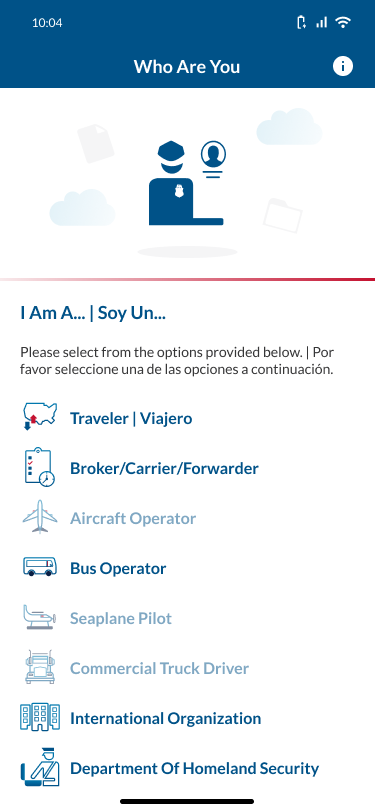 10:04
Who Are You
I Am A... | Soy Un...
Please select from the options provided below. | Por
favor seleccione una de las opciones a continuación.
Traveler | Viajero
Broker/Carrier/Forwarder
Aircraft Operator
Bus Operator
Seaplane Pilot
Commercial Truck Driver
International Organization
Department Of Homeland Security